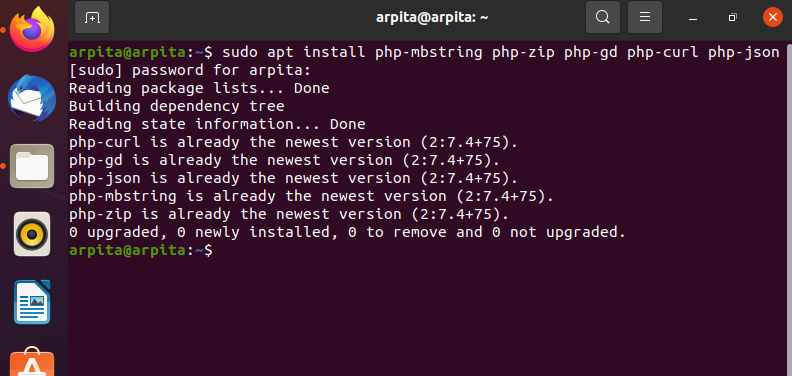 arpita@arpita: ~
arpita@arpita:~$ sudo apt install php-mbstring php-zip php-gd php-curl php-json
[sudo] password for arpita:
Reading package lists... Done
Building dependency tree
Reading state information... Done
php-curl is already the newest version (2:7.4+75).
php-gd is already the newest version (2:7.4+75).
php-json is already the newest version (2:7.4+75).
php-mbstring is already the newest version (2:7.4+75).
php-zip is already the newest version (2:7.4+75).
0 upgraded, 0 newly installed, 0 to remove and 0 not upgraded.
arpita@arpita:~$